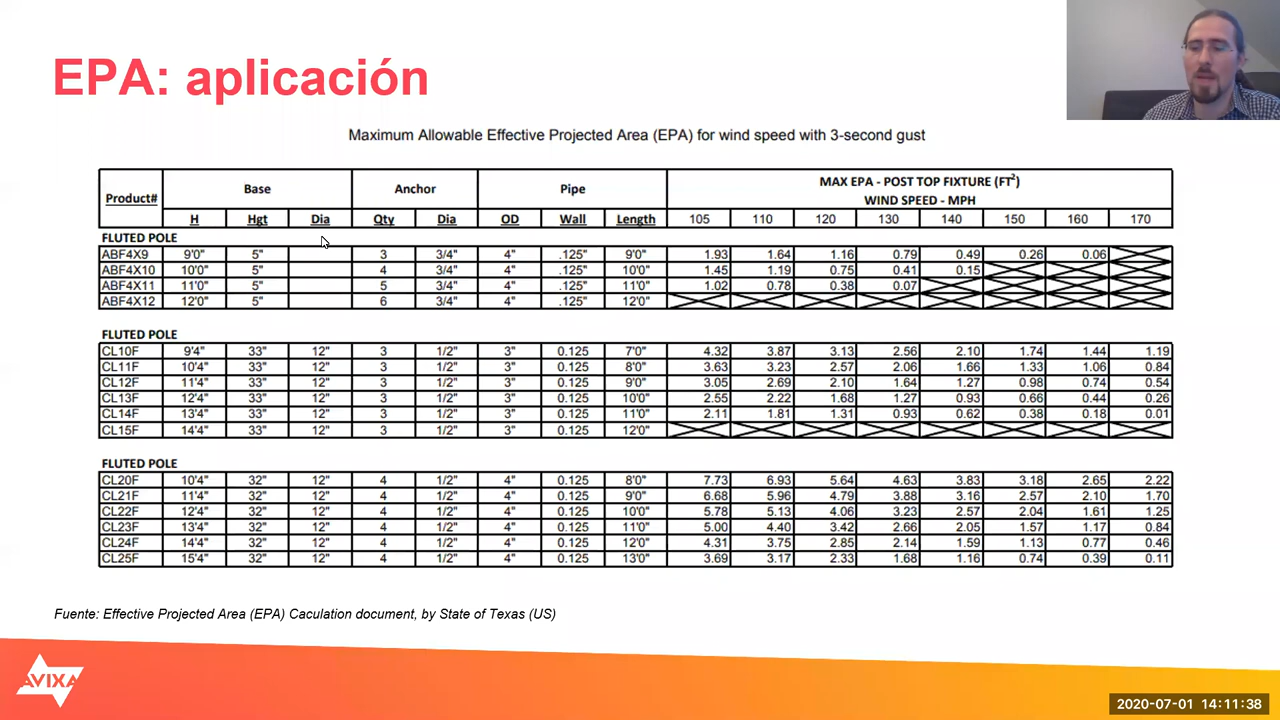 EPA: aplicación
Maximum Allowable Effective Projected Area (EPA) for wind speed with 3-second gust
Product# Base Anchor Pipe MAX EPA - POST TOP FIXTURE (FT²)
WIND SPEED - MPH
H Hgt Dia Qty Dia OD Wall Length 105 110 120 130 140 150 160 170
FLUTED POLE
ABF4X9 9'0" 5" 3 3/4" 4" .125" 9'0" 1.93 1.64 1.16 0.79 0.49 0.26 0.06
ABF4X10 10'0" 5" 4 3/4" 4" .125" 10'0" 1.45 1.19 0.75 0.41 0.15
ABF4X11 11'0" 5" 5 3/4" 4" .125" 11'0" 1.02 0.78 0.38 0.07
ABF4X12 12'0" 5" 6 3/4" 4" .125" 12'0"
FLUTED POLE
CL10F 9'4" 33" 12" 3 1/2" 3" 0.125 7'0" 4.32 3.87 3.13 2.56 2.10 1.74 1.44 1.19
CL11F 10'4" 33" 12" 3 1/2" 3" 0.125 8'0" 3.63 3.23 2.57 2.06 1.66 1.33 1.06 0.84
CL12F 11'4" 33" 12" 3 1/2" 3" 0.125 9'0" 3.05 2.69 2.10 1.64 1.27 0.98 0.74 0.54
CL13F 12'4" 33" 12" 3 1/2" 3" 0.125 10'0" 2.55 2.22 1.68 1.27 0.93 0.66 0.44 0.26
CL14F 13'4" 33" 12" 3 1/2" 3" 0.125 11'0" 2.11 1.81 1.31 0.93 0.62 0.38 0.18 0.01
CL15F 14'4" 33" 12" 3 1/2" 3" 0.125 12'0"
FLUTED POLE
CL20F 10'4" 32" 12" 4 1/2" 4" 0.125 8'0" 7.73 6.93 5.64 4.63 3.83 3.18 2.65 2.22
CL21F 11'4" 32" 12" 4 1/2" 4" 0.125 9'0" 6.68 5.96 4.79 3.88 3.16 2.57 2.10 1.70
CL22F 12'4" 32" 12" 4 1/2" 4" 0.125 10'0" 5.78 5.13 4.06 3.23 2.57 2.04 1.61 1.25
CL23F 13'4" 32" 12" 4 1/2" 4" 0.125 11'0" 5.00 4.40 3.42 2.66 2.05 1.57 1.17 0.84
CL24F 14'4" 32" 12" 4 1/2" 4" 0.125 12'0" 4.31 3.75 2.85 2.14 1.59 1.13 0.77 0.46
CL25F 15'4" 32" 12" 4 1/2" 4" 0.125 13'0" 3.69 3.17 2.33 1.68 1.16 0.74 0.39 0.11
Fuente: Effective Projected Area (EPA) Caculation document, by State of Texas (US)
AVIXA
2020-07-01 14:11:38